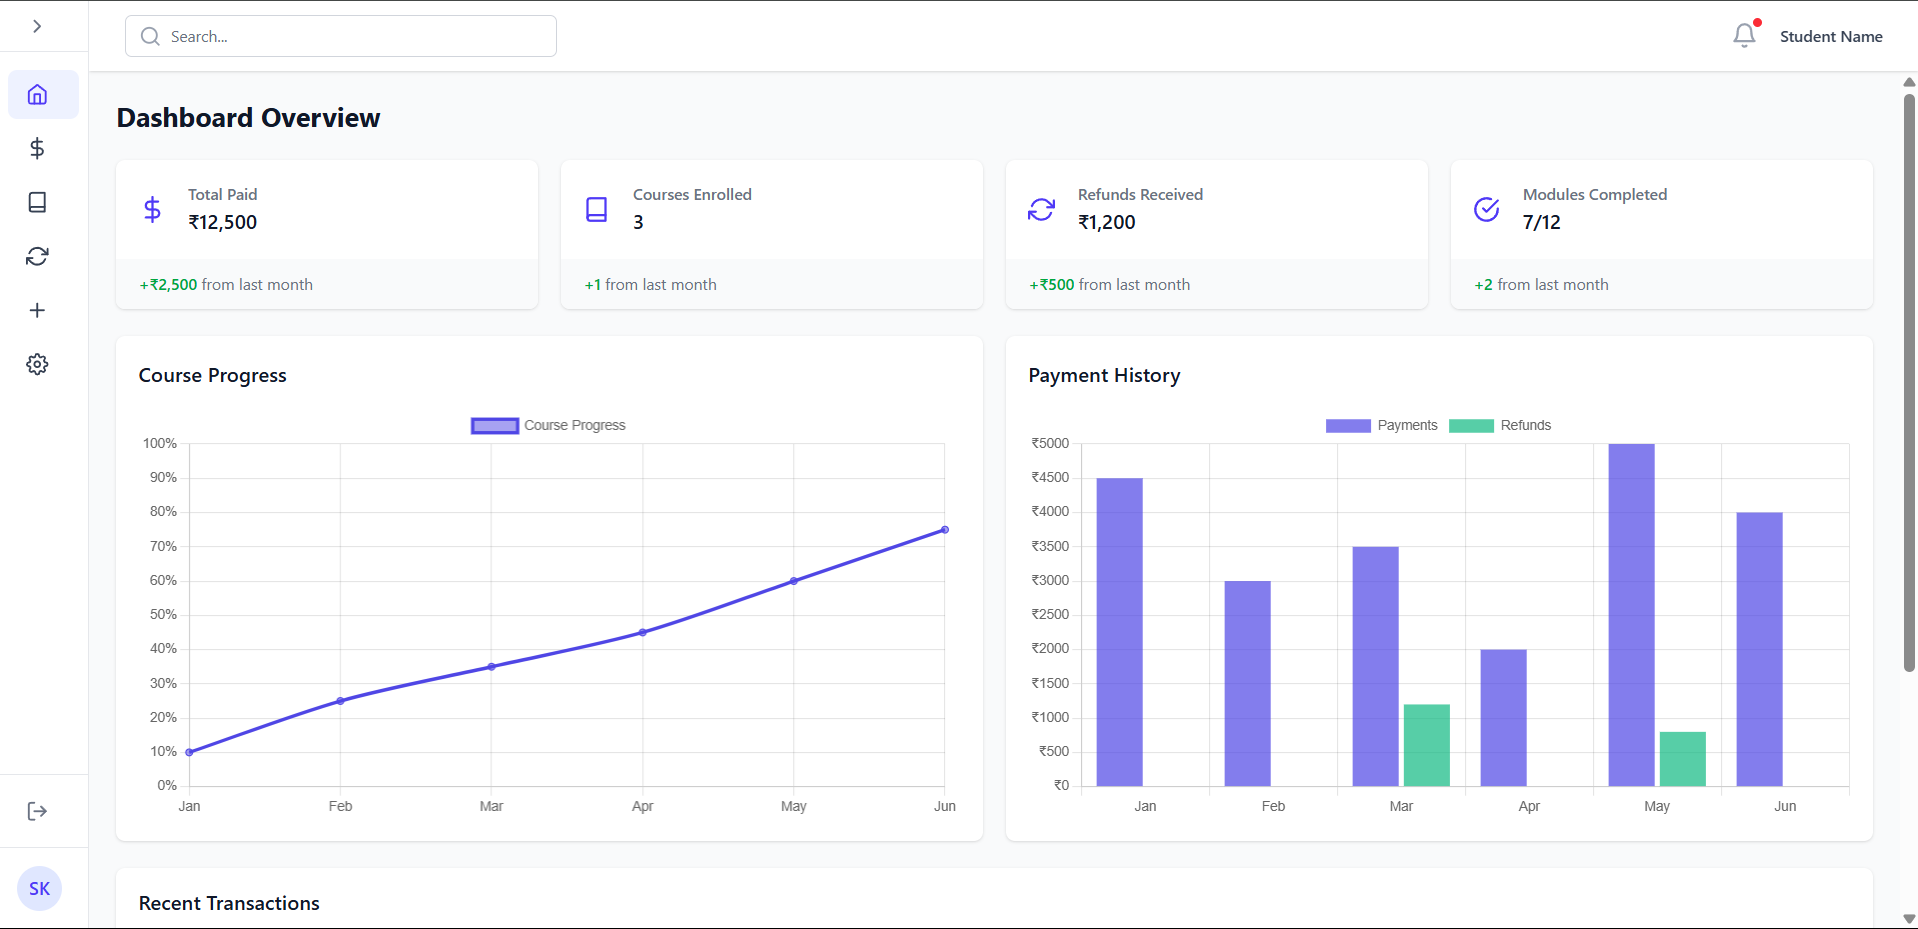 Search...
Student Name
Dashboard Overview
Total Paid
₹12,500
+₹2,500 from last month
Courses Enrolled
3
+1 from last month
Refunds Received
₹1,200
+₹500 from last month
Modules Completed
7/12
+2 from last month
Course Progress
Course Progress
100%
90%
80%
70%
60%
50%
40%
30%
20%
10%
0%
Jan Feb Mar Apr May Jun
Payment History
Payments Refunds
₹5000
₹4500
₹4000
₹3500
₹3000
₹2500
₹2000
₹1500
₹1000
₹500
₹0
Jan Feb Mar Apr May Jun
Recent Transactions
SK